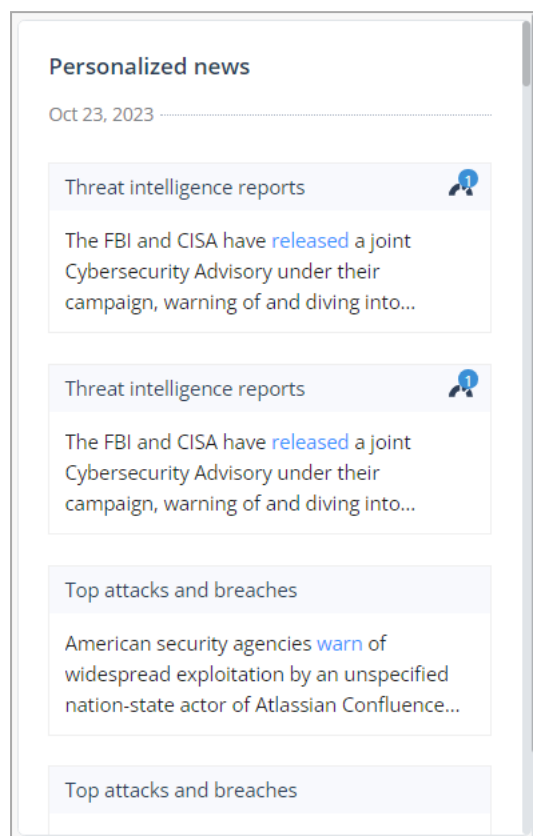 Personalized news
Oct 23, 2023
Threat intelligence reports
1
The FBI and CISA have released a joint
Cybersecurity Advisory under their
campaign, warning of and diving into...
Threat intelligence reports
1
The FBI and CISA have released a joint
Cybersecurity Advisory under their
campaign, warning of and diving into...
Top attacks and breaches
American security agencies warn of
widespread exploitation by an unspecified
nation-state actor of Atlassian Confluence...
Top attacks and breaches